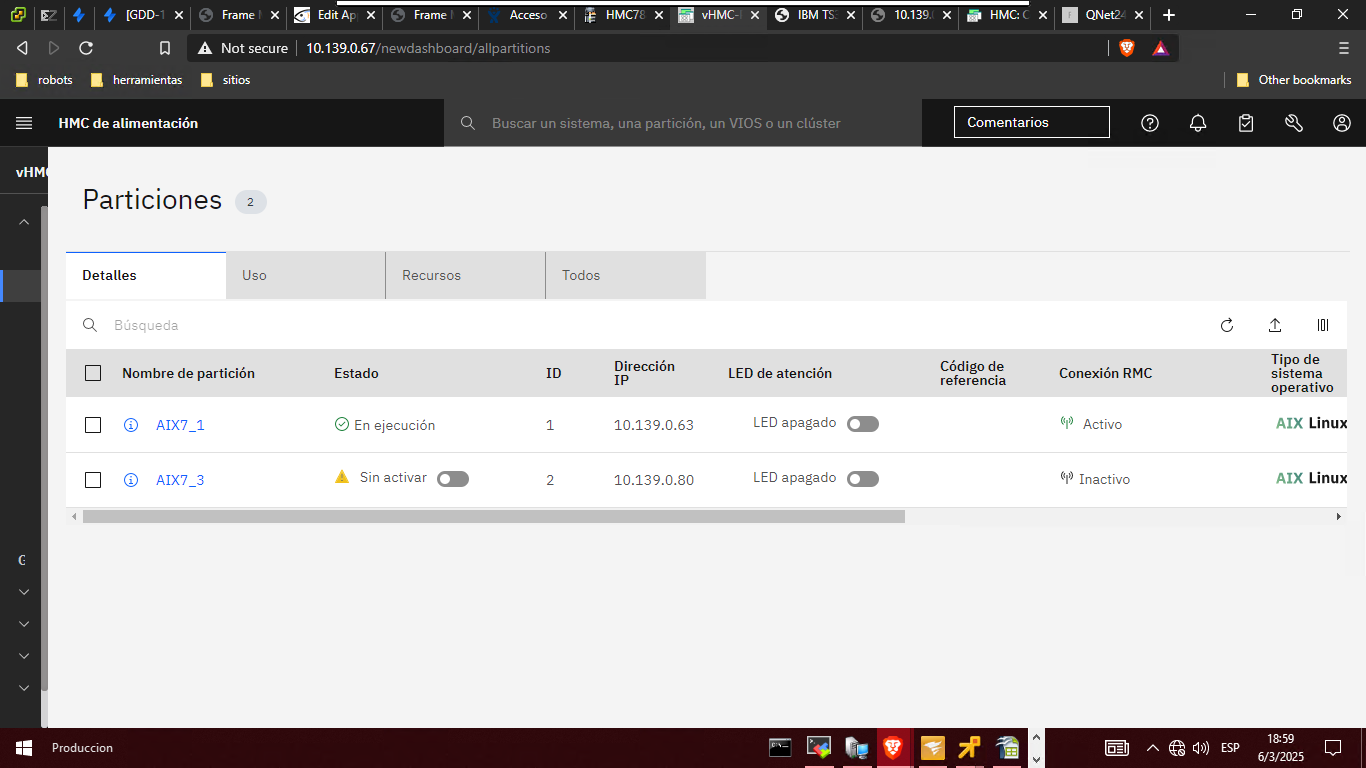 [GDD-1
Frame M
Edit Ap
Frame M
Acceso
HMC78
vHMC-
IBM TS
10.139.
HMC: C
QNet24
Not secure
10.139.0.67/newdashboard/allpartitions
robots
herramientas
sitios
Other bookmarks
HMC de alimentación
Buscar un sistema, una partición, un VIOS o un clúster
Comentarios
vHMC
Particiones 2
Detalles
Uso
Recursos
Todos
Búsqueda
Nombre de partición
Estado
ID
Dirección
IP
LED de atención
Código de
referencia
Conexión RMC
Tipo de
sistema
operativo
AIX7_1 En ejecución 1 10.139.0.63 LED apagado Activo AIX Linux
AIX7_3 Sin activar 2 10.139.0.80 LED apagado Inactivo AIX Linux
G
Produccion
ESP
18:59
6/3/2025